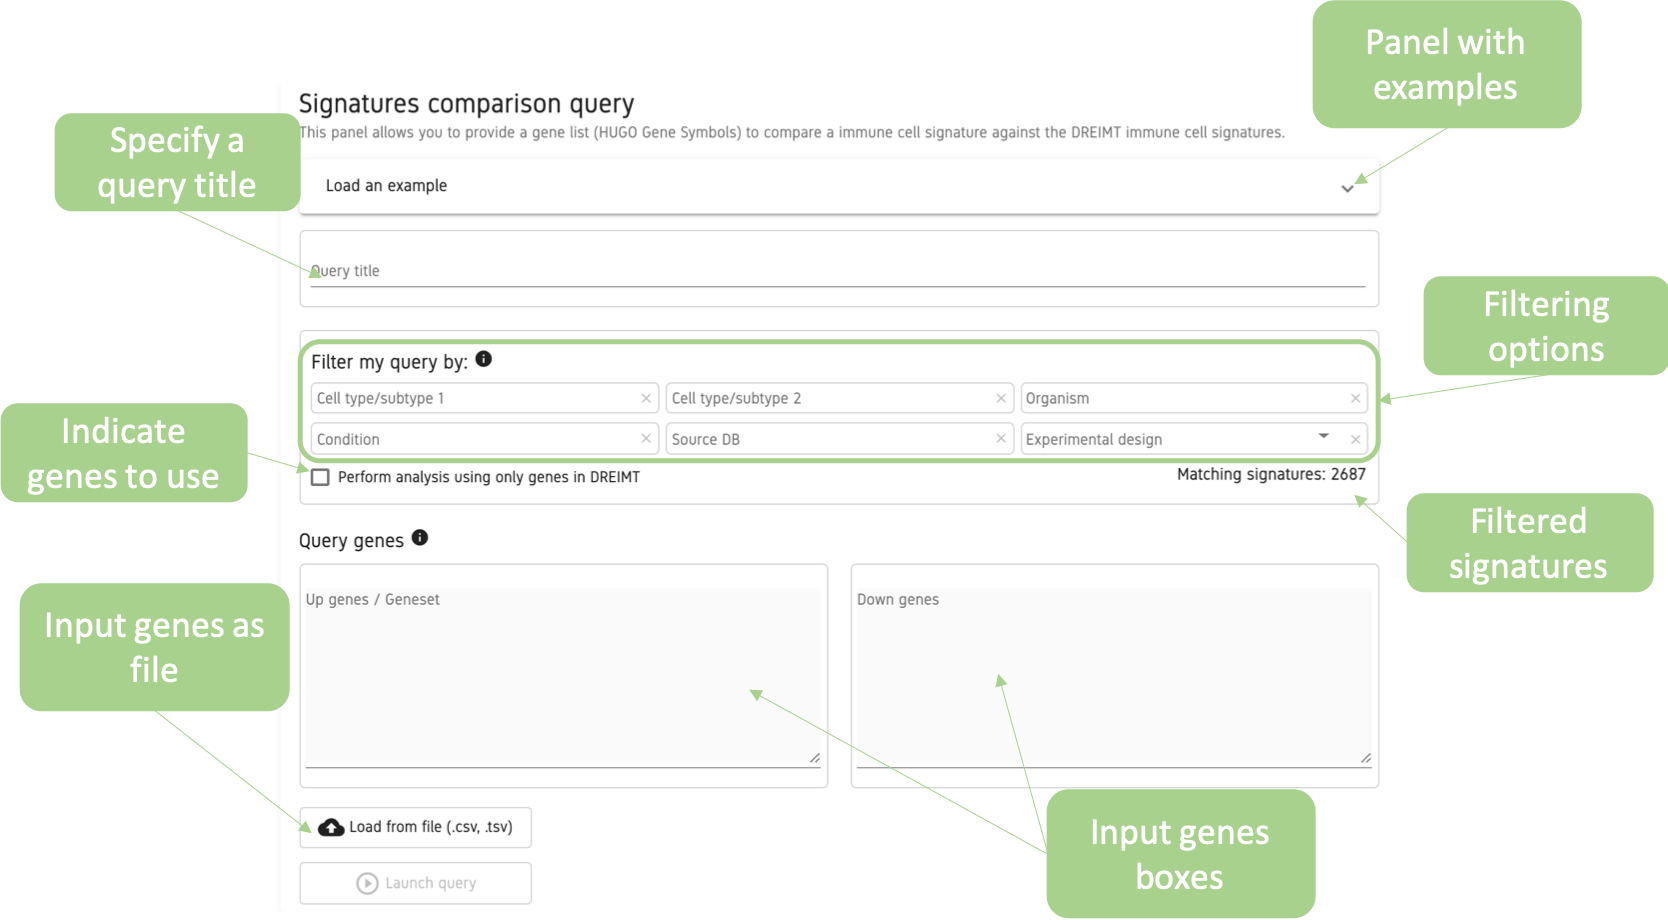 Panel with
examples
Signatures comparison query
This panel allows you to provide a gene list (HUGO Gene Symbols) to compare a immune cell signature against the DREIMT immune cell signatures.
Specify a
query title
Load an example
Query title
Filtering
options
Filter my query by:
Cell type/subtype 1
Cell type/subtype 2
Organism
Condition
Source DB
Experimental design
Indicate
genes to use
Perform analysis using only genes in DREIMT
Matching signatures: 2687
Filtered
signatures
Query genes
Up genes / Geneset
Down genes
Input genes as
file
Load from file (.csv, .tsv)
Input genes
boxes
Launch query